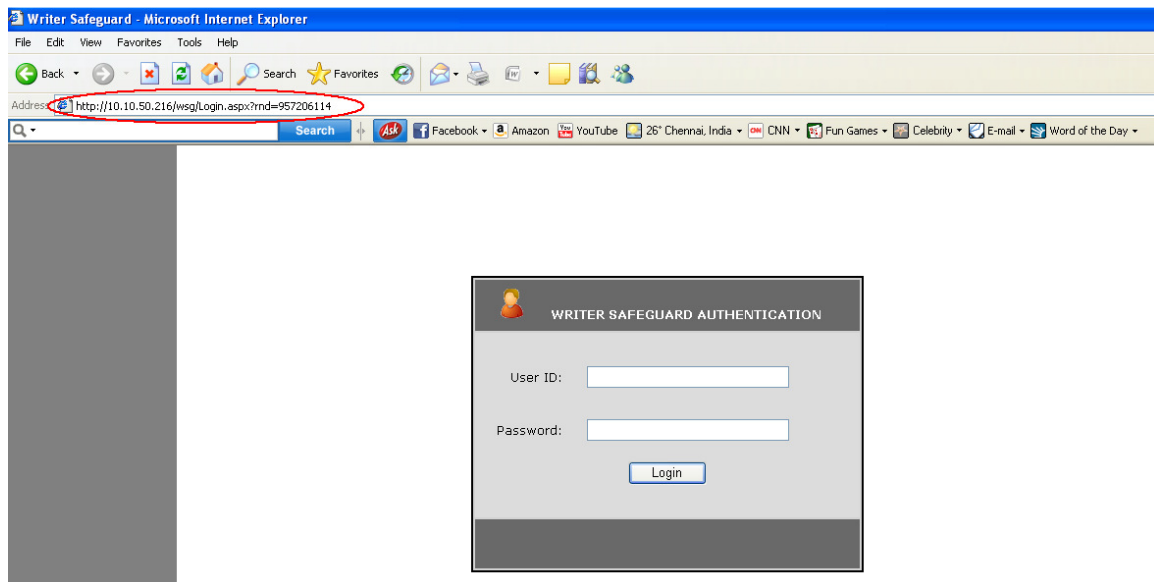 Writer Safeguard - Microsoft Internet Explorer
File Edit View Favorites Tools Help
Back Search Favorites
Address http://10.10.50.216/wsg/Login.aspx?rnd=957206114
Search Ask Facebook Amazon YouTube 26° Chennai, India CNN Fun Games Celebrity E-mail Word of the Day
WRITER SAFEGUARD AUTHENTICATION
User ID:
Password:
Login